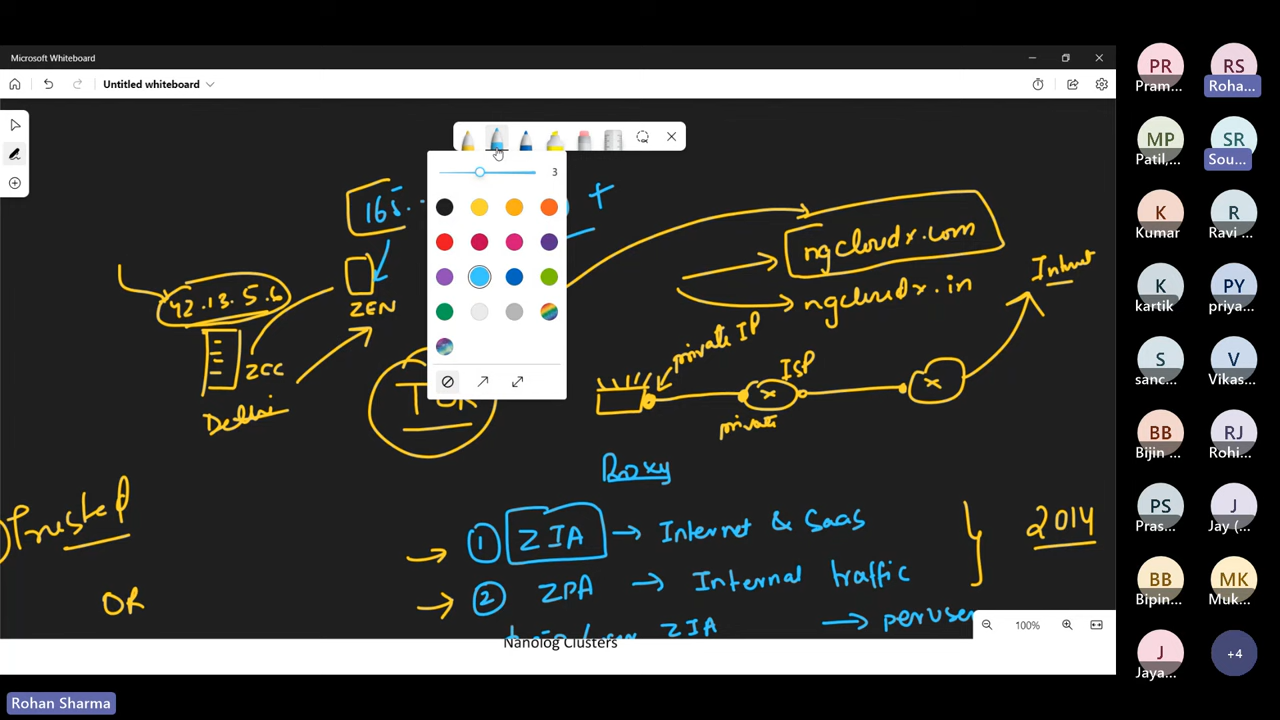 Microsoft Whiteboard
Untitled whiteboard
3
165.
+
ngcloudx.com
ngcloudx.in
Internet
42.13.5.6
ZEN
ZCC
Delhi
private IP
ISP
private
Proxy
Trusted
OR
1 ZIA → Internet & SaaS
2 ZPA → Internal traffic
2014
ZIA → peruser
100%
Nanolog Clusters
Rohan Sharma
PR RS
Pram... Roha...
MP SR
Patil,... Sou...
K R
Kumar Ravi ...
K PY
kartik priya...
S V
sanc... Vikas...
BB RJ
Bijin ... Rohi...
PS J
Pras... Jay (...
BB MK
Bipin... Muk...
J +4
Jaya...